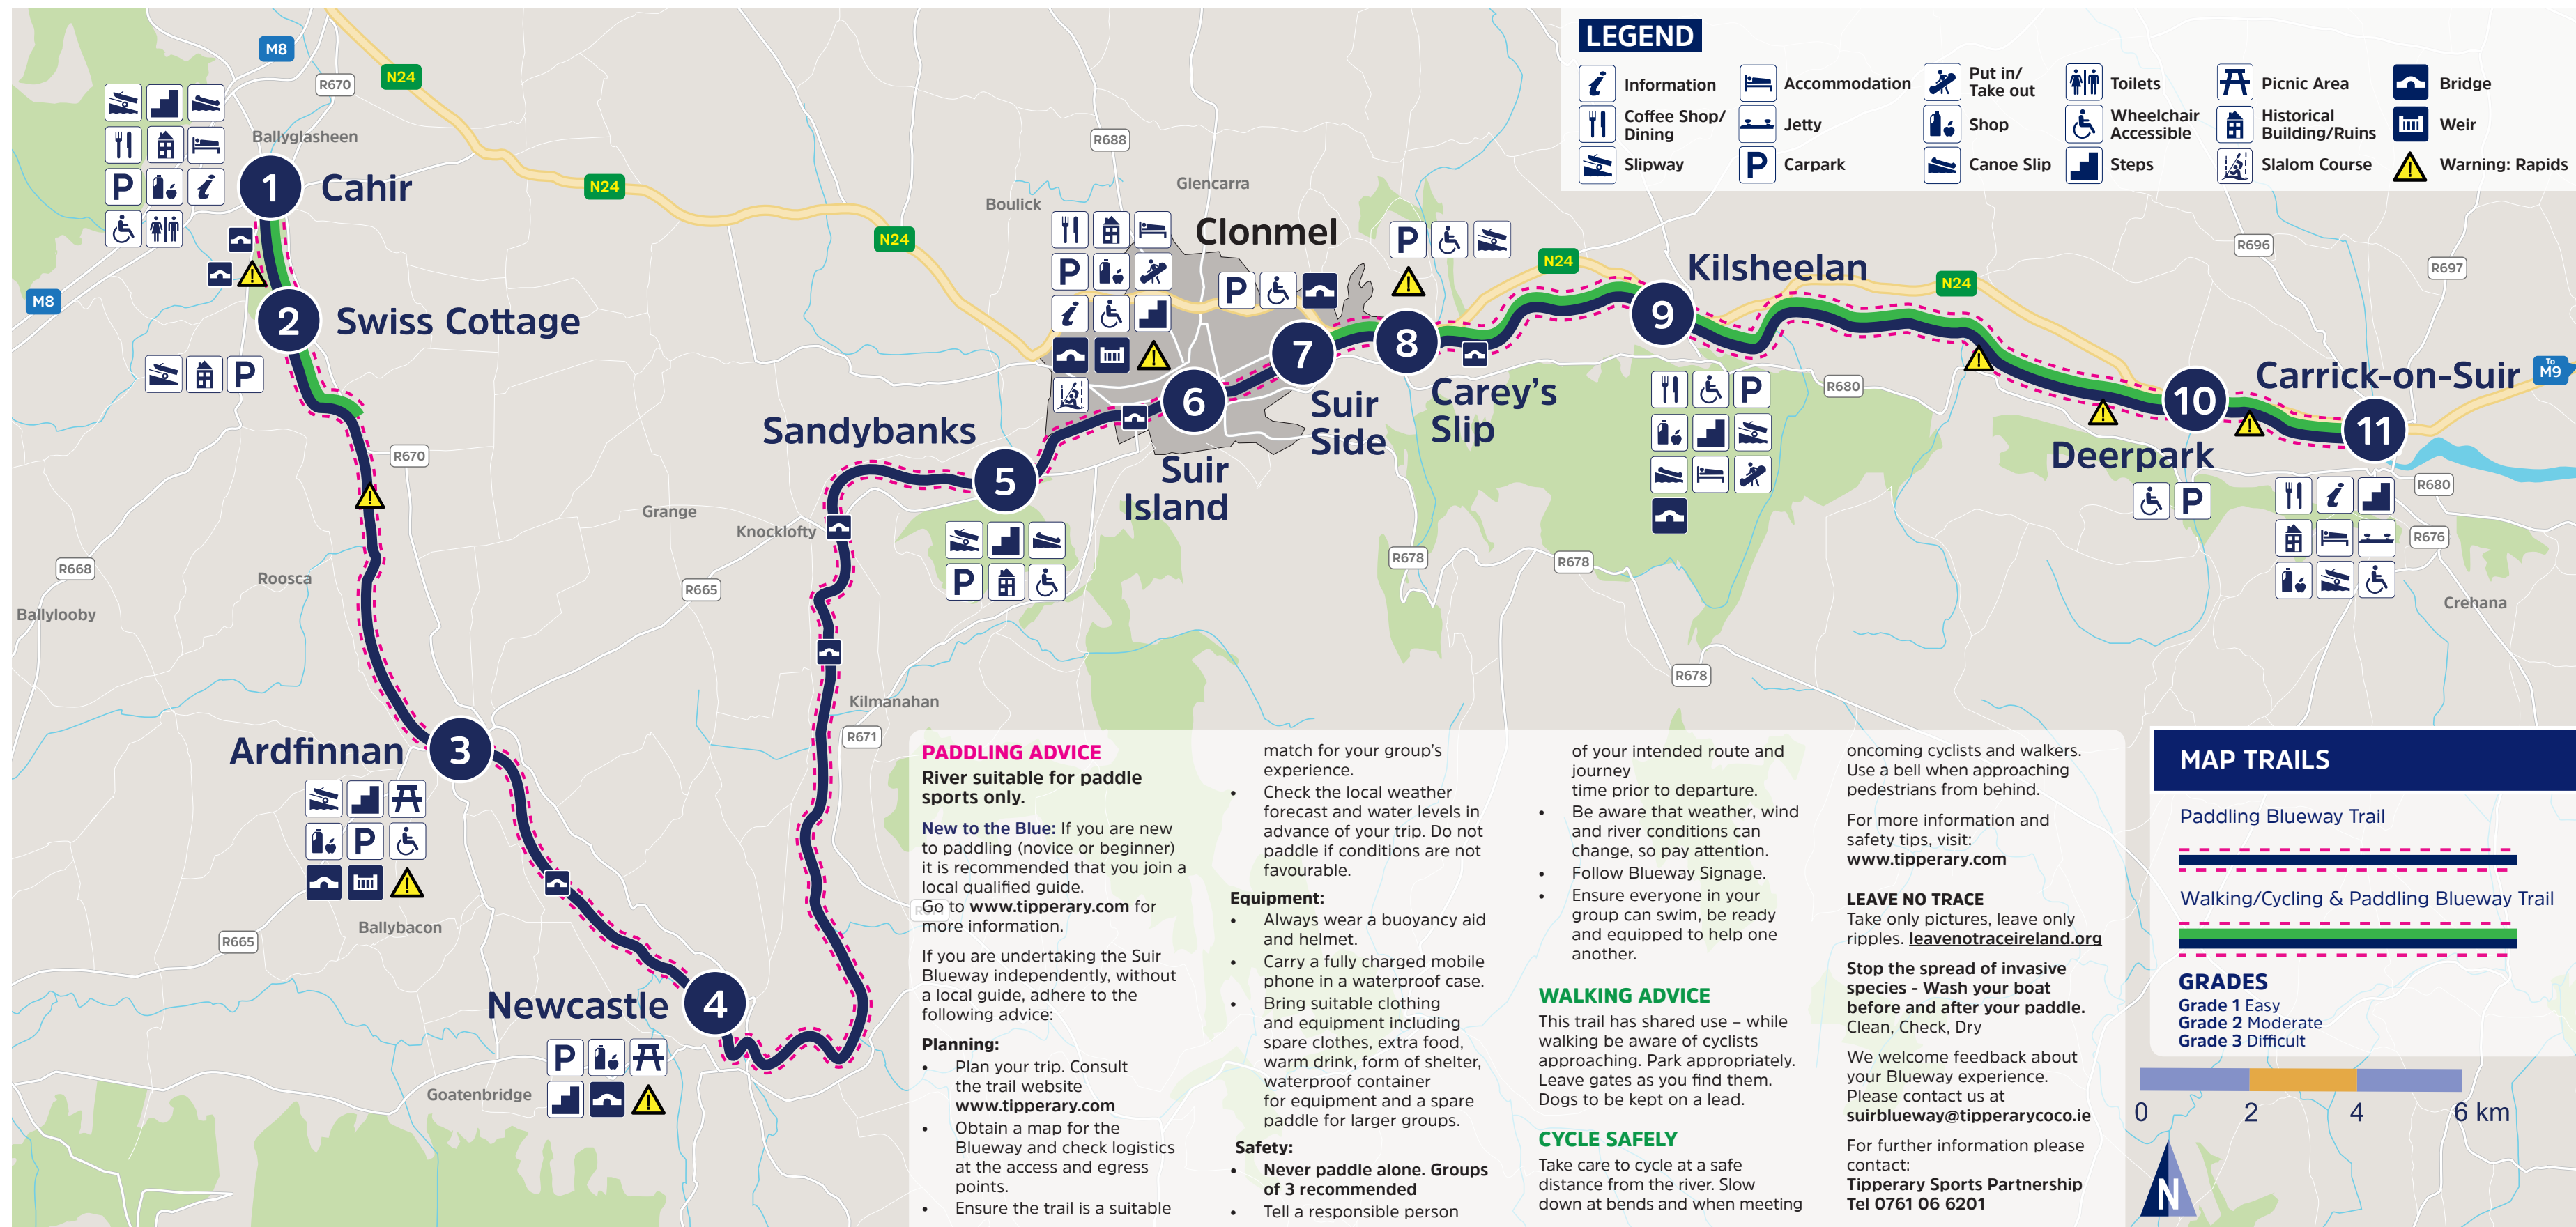 LEGEND
Information
Accommodation
Put in/
Take out
Toilets
Picnic Area
Bridge
Coffee Shop/
Dining
Jetty
Shop
Wheelchair
Accessible
Historical
Building/Ruins
Weir
Slipway
P
Carpark
Canoe Slip
Steps
Slalom Course
Warning: Rapids
M8
R670
N24
Ballyglasheen
P
1
Cahir
N24
M8
2
Swiss Cottage
P
R670
R668
Roosca
Ballylooby
Ardfinnan
3
P
Ballybacon
R665
Newcastle
4
P
Goatenbridge
N24
R688
Boulick
Glencarra
Clonmel
P
P
P
Sandybanks
5
P
6
Suir
Island
7
Suir
Side
8
Carey's
Slip
Grange
Knocklofty
R665
Kilmanahan
R671
N24
9
Kilsheelan
P
N24
R680
R696
R697
R678
R678
R678
10
Deerpark
P
Carrick-on-Suir
11
To
M9
R680
R676
Crehana
PADDLING ADVICE
River suitable for paddle
sports only.
New to the Blue: If you are new
to paddling (novice or beginner)
it is recommended that you join a
local qualified guide.
Go to www.tipperary.com for
more information.
If you are undertaking the Suir
Blueway independently, without
a local guide, adhere to the
following advice:
Planning:
• Plan your trip. Consult
the trail website
www.tipperary.com
• Obtain a map for the
Blueway and check logistics
at the access and egress
points.
• Ensure the trail is a suitable
match for your group's
experience.
• Check the local weather
forecast and water levels in
advance of your trip. Do not
paddle if conditions are not
favourable.
Equipment:
• Always wear a buoyancy aid
and helmet.
• Carry a fully charged mobile
phone in a waterproof case.
• Bring suitable clothing
and equipment including
spare clothes, extra food,
warm drink, form of shelter,
waterproof container
for equipment and a spare
paddle for larger groups.
Safety:
• Never paddle alone. Groups
of 3 recommended
• Tell a responsible person
of your intended route and
journey
time prior to departure.
• Be aware that weather, wind
and river conditions can
change, so pay attention.
• Follow Blueway Signage.
• Ensure everyone in your
group can swim, be ready
and equipped to help one
another.
WALKING ADVICE
This trail has shared use – while
walking be aware of cyclists
approaching. Park appropriately.
Leave gates as you find them.
Dogs to be kept on a lead.
CYCLE SAFELY
Take care to cycle at a safe
distance from the river. Slow
down at bends and when meeting
oncoming cyclists and walkers.
Use a bell when approaching
pedestrians from behind.
For more information and
safety tips, visit:
www.tipperary.com
LEAVE NO TRACE
Take only pictures, leave only
ripples. leavenotraceireland.org
Stop the spread of invasive
species - Wash your boat
before and after your paddle.
Clean, Check, Dry
We welcome feedback about
your Blueway experience.
Please contact us at
suirblueway@tipperarycoco.ie
For further information please
contact:
Tipperary Sports Partnership
Tel 0761 06 6201
MAP TRAILS
Paddling Blueway Trail
Walking/Cycling & Paddling Blueway Trail
GRADES
Grade 1 Easy
Grade 2 Moderate
Grade 3 Difficult
0 2 4 6 km
N